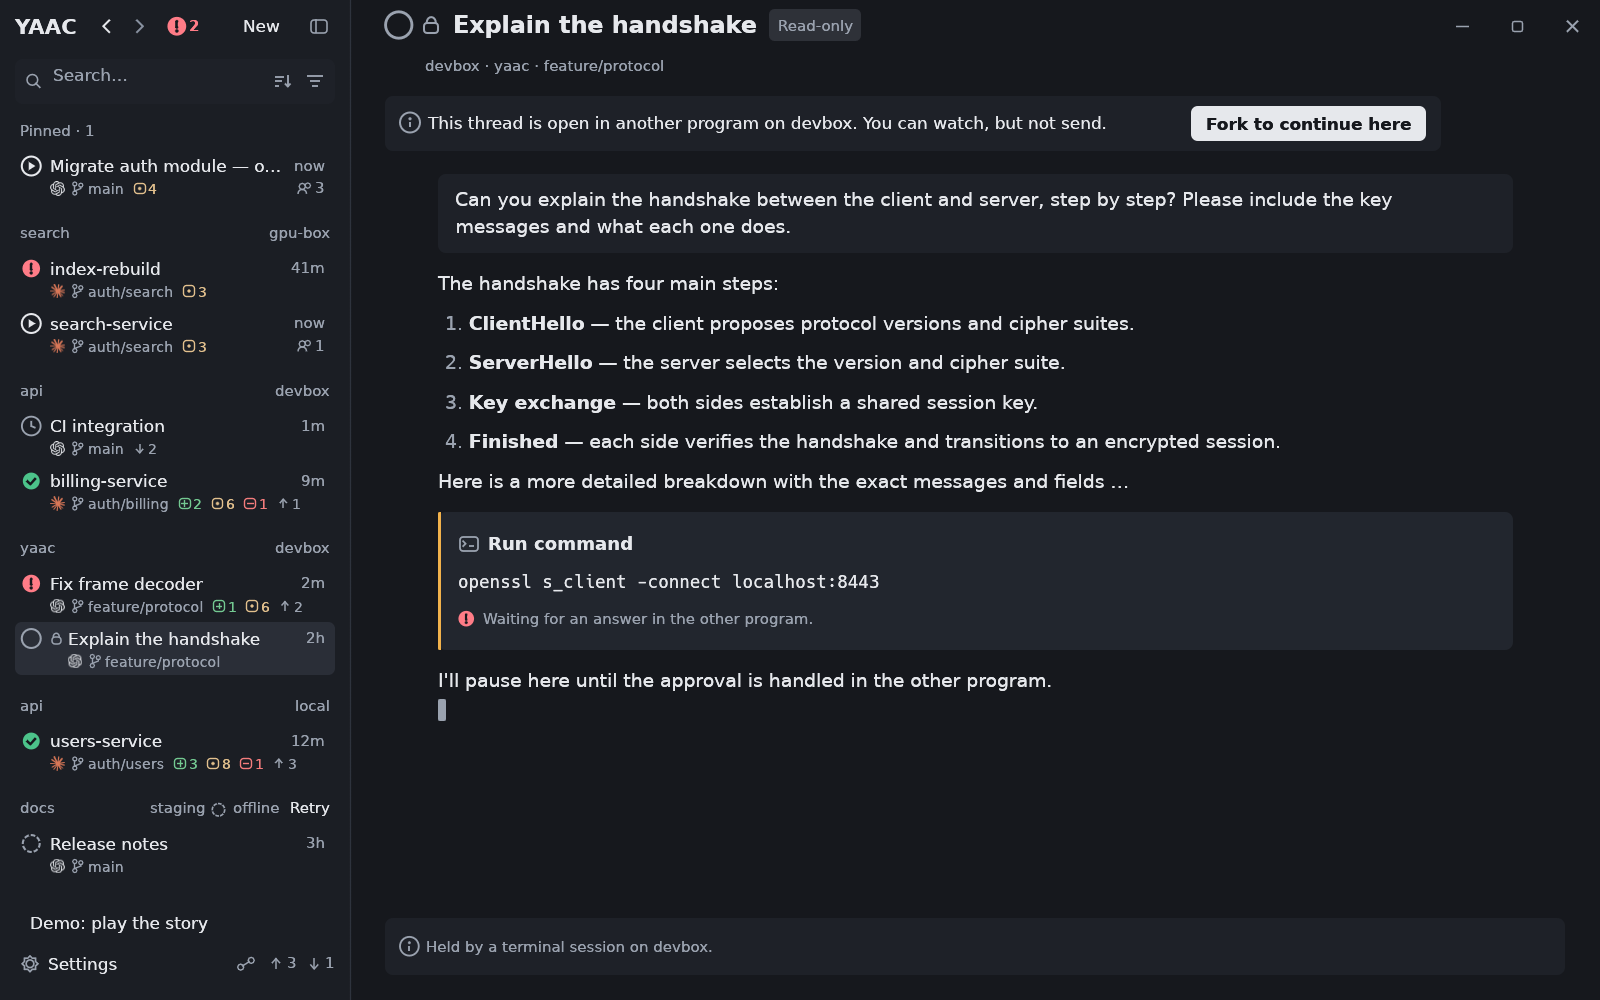 YAAC
2
New
Search...
Pinned · 1
Migrate auth module — o... now
main 4 3
search gpu-box
index-rebuild 41m
auth/search 3
search-service now
auth/search 3 1
api devbox
CI integration 1m
main ↓2
billing-service 9m
auth/billing 2 6 1 ↑1
yaac devbox
Fix frame decoder 2m
feature/protocol 1 6 ↑2
Explain the handshake 2h
feature/protocol
api local
users-service 12m
auth/users 3 8 1 ↑3
docs staging offline Retry
Release notes 3h
main
Demo: play the story
Settings ↑3 ↓1
Explain the handshake Read-only
devbox · yaac · feature/protocol
This thread is open in another program on devbox. You can watch, but not send. Fork to continue here
Can you explain the handshake between the client and server, step by step? Please include the key
messages and what each one does.
The handshake has four main steps:
1. ClientHello — the client proposes protocol versions and cipher suites.
2. ServerHello — the server selects the version and cipher suite.
3. Key exchange — both sides establish a shared session key.
4. Finished — each side verifies the handshake and transitions to an encrypted session.
Here is a more detailed breakdown with the exact messages and fields ...
Run command
openssl s_client -connect localhost:8443
Waiting for an answer in the other program.
I'll pause here until the approval is handled in the other program.
Held by a terminal session on devbox.